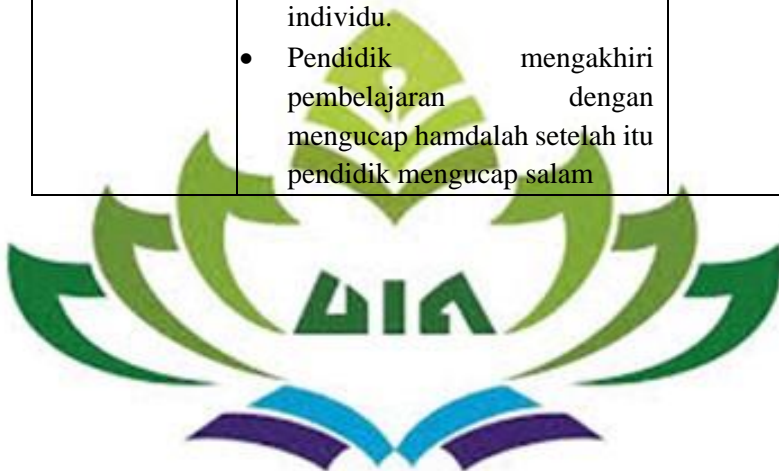 individu.
• Pendidik mengakhiri
pembelajaran dengan
mengucap hamdalah setelah itu
pendidik mengucap salam
UIN